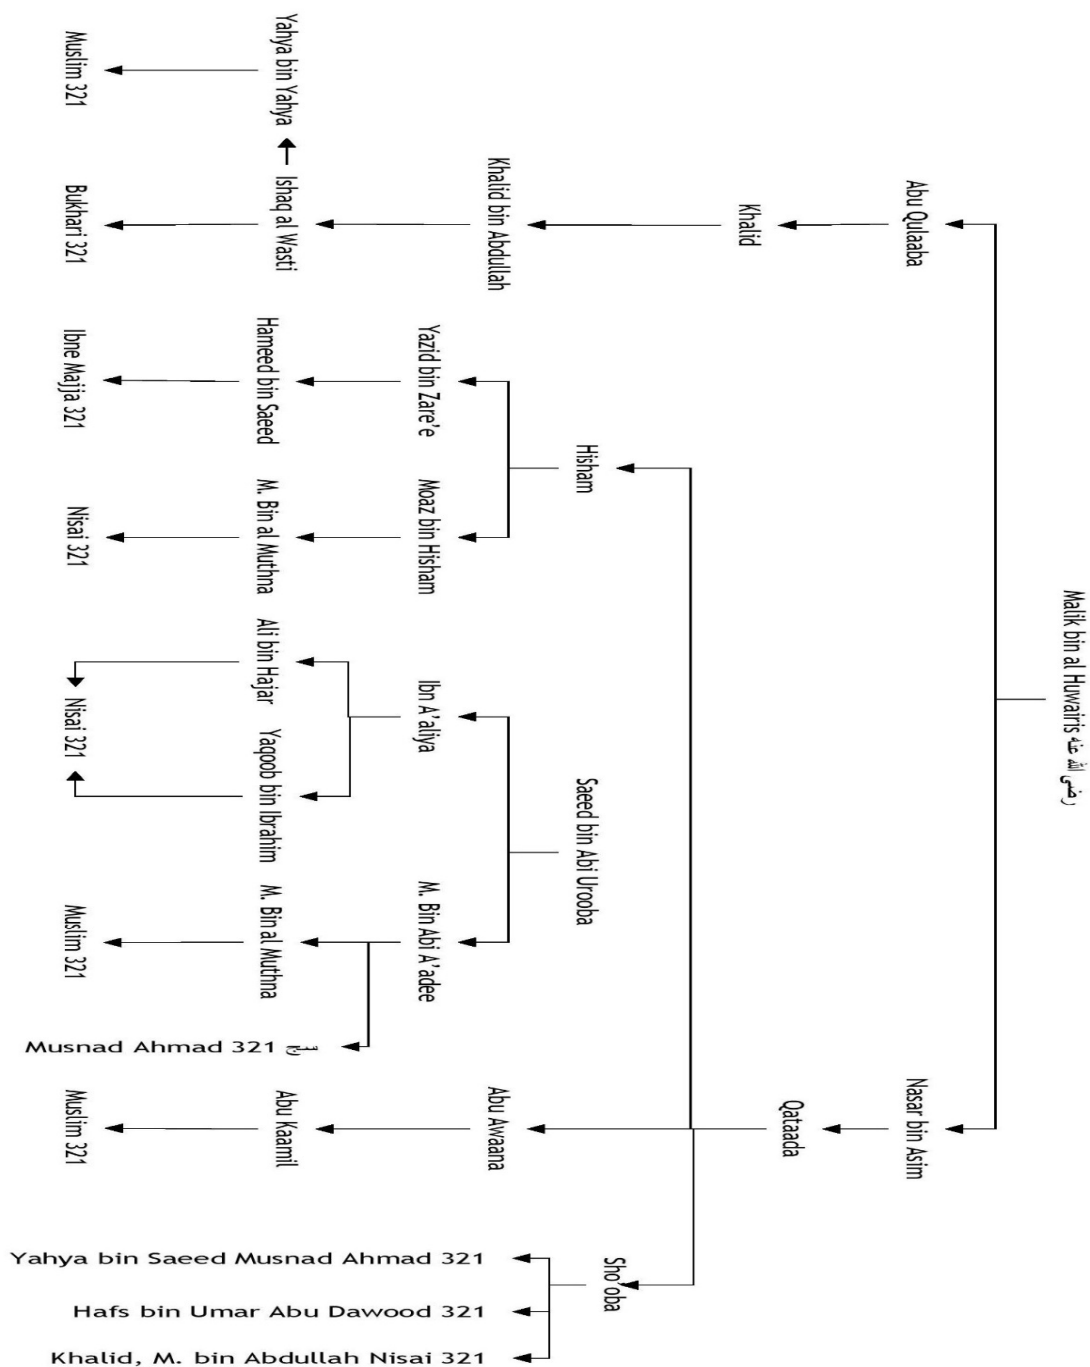 Malik bin al Huwairis رضی اللہ عنہ
Abu Qulaaba
Nasar bin Asim
Khalid
Qataada
Khalid bin Abdullah
Hisham
Saeed bin Abi Urooba
Abu Awaana
Sho'oba
Yazid bin Zare'e
Moaz bin Hisham
Ibn A'aliya
M. Bin Abi A'adee
Yahya bin Yahya
Ishaq al Wasti
Hameed bin Saeed
M. Bin al Muthna
Ali bin Hajar
Yaqoob bin Ibrahim
M. Bin al Muthna
Abu Kaamil
Muslim 321
Bukhari 321
Ibne Majja 321
Nisai 321
Nisai 321
Muslim 321
Musnad Ahmad 321
Muslim 321
Yahya bin Saeed Musnad Ahmad 321
Hafs bin Umar Abu Dawood 321
Khalid, M. bin Abdullah Nisai 321